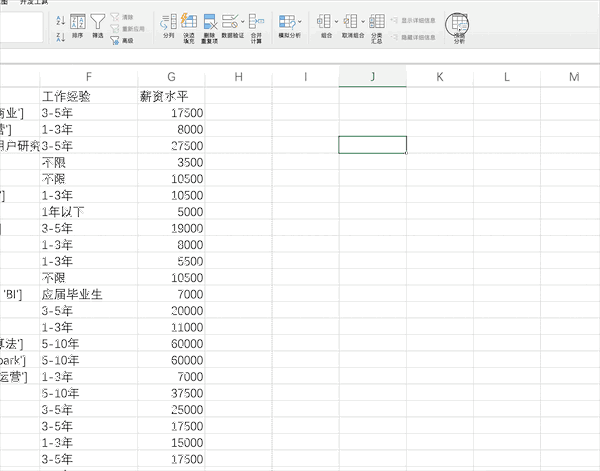 开发工具
排序 筛选 清除 重新应用 高级 分列 快速填充 删除重复项 数据验证 合并计算 模拟分析 组合 取消组合 分类汇总 显示详细信息 隐藏详细信息 数据分析
F G H I J K L M
工作经验 薪资水平
商业'] 3-5年 17500
营'] 1-3年 8000
用户研究 3-5年 27500
不限 3500
不限 10500
'] 1-3年 10500
1年以下 5000
] 3-5年 19000
1-3年 8000
1-3年 5500
不限 10500
'BI'] 应届毕业生 7000
3-5年 20000
1-3年 11000
算法'] 5-10年 60000
park'] 5-10年 60000
运营'] 1-3年 7000
5-10年 37500
3-5年 25000
3-5年 17500
1-3年 15000
3-5年 17500